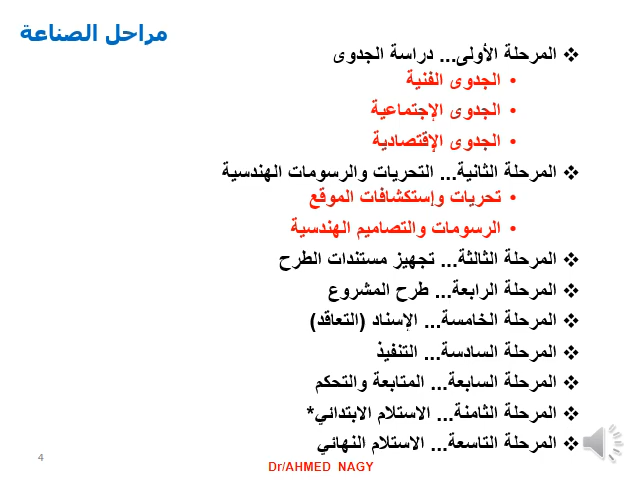 مراحل الصناعة
❖ المرحلة الأولى... دراسة الجدوى
• الجدوى الفنية
• الجدوى الإجتماعية
• الجدوى الإقتصادية
❖ المرحلة الثانية... التحريات والرسومات الهندسية
• تحريات وإستكشافات الموقع
• الرسومات والتصاميم الهندسية
❖ المرحلة الثالثة... تجهيز مستندات الطرح
❖ المرحلة الرابعة... طرح المشروع
❖ المرحلة الخامسة... الإسناد (التعاقد)
❖ المرحلة السادسة... التنفيذ
❖ المرحلة السابعة... المتابعة والتحكم
❖ المرحلة الثامنة... الاستلام الابتدائي*
❖ المرحلة التاسعة... الاستلام النهائي
4
Dr/AHMED NAGY